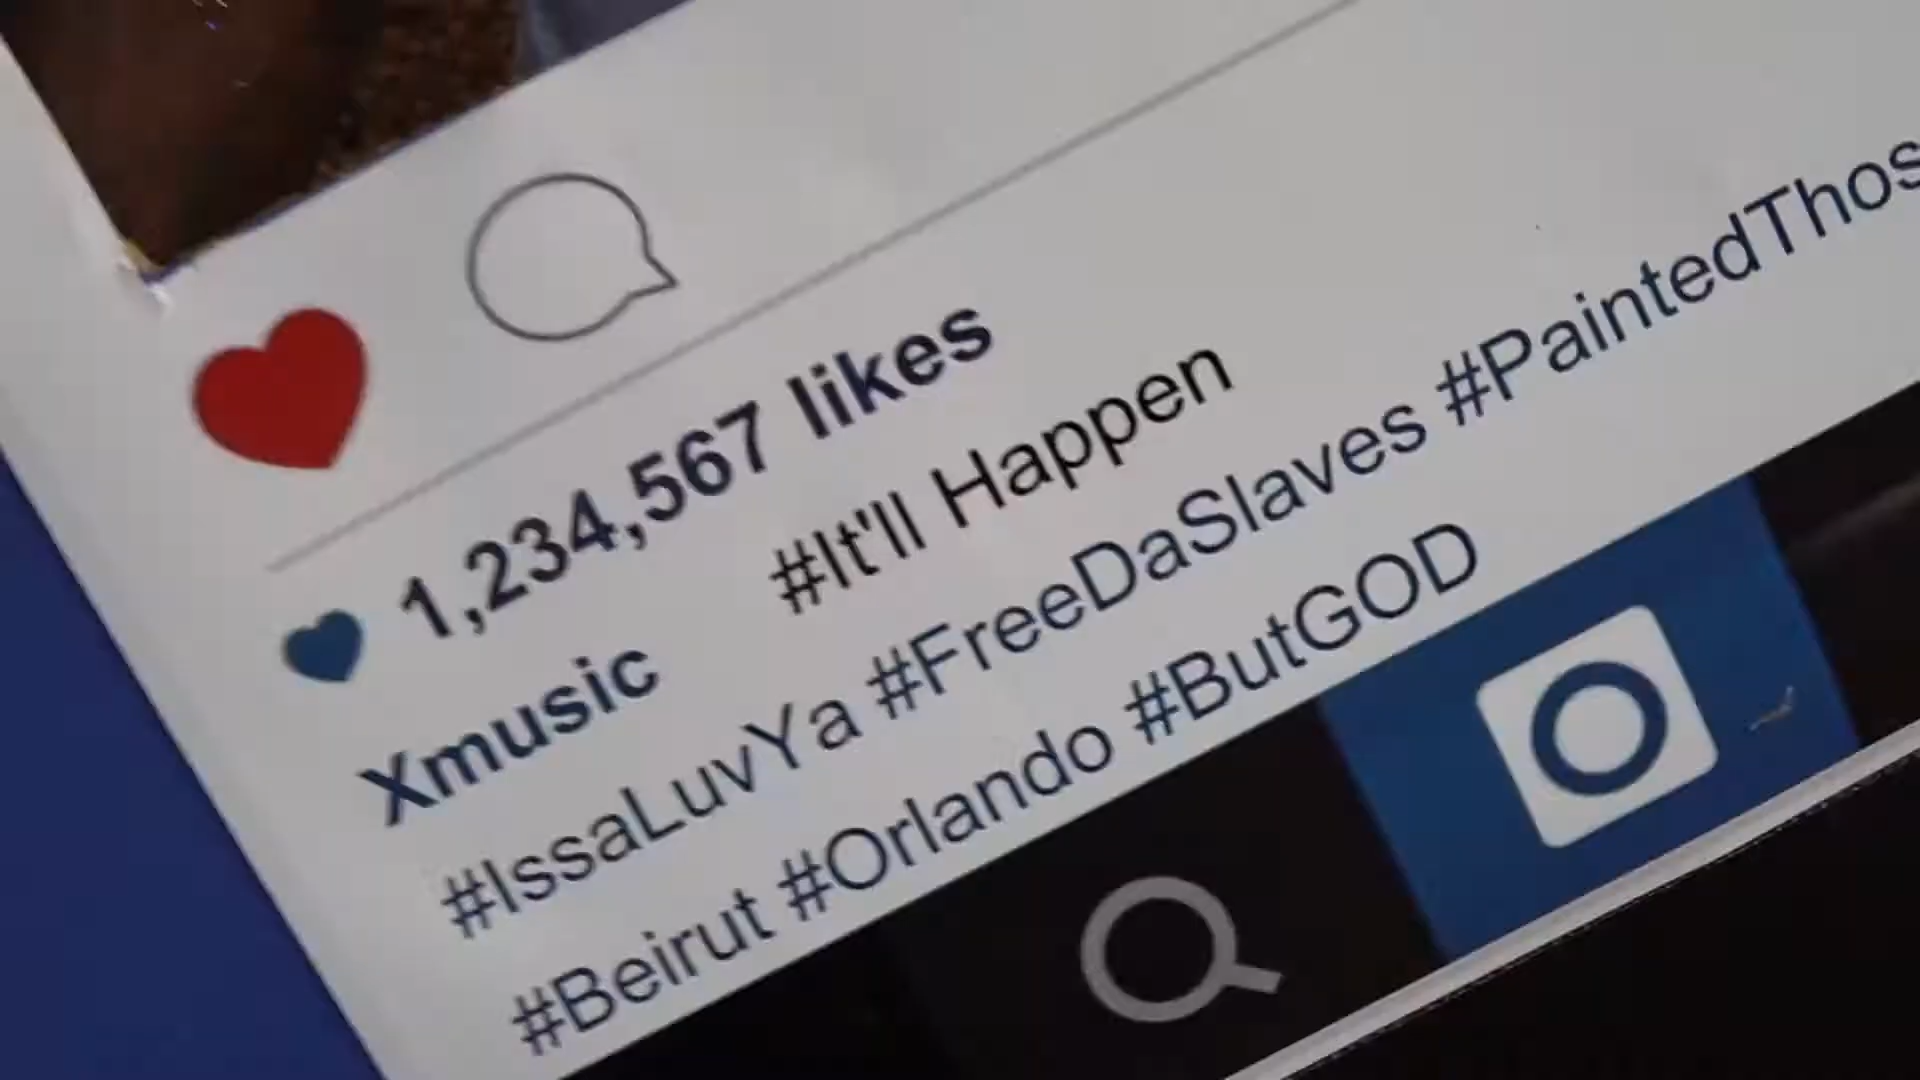 1,234,567 likes
Xmusic #It'll Happen
#IssaLuvYa #FreeDaSlaves #PaintedThos
#Beirut #Orlando #ButGOD